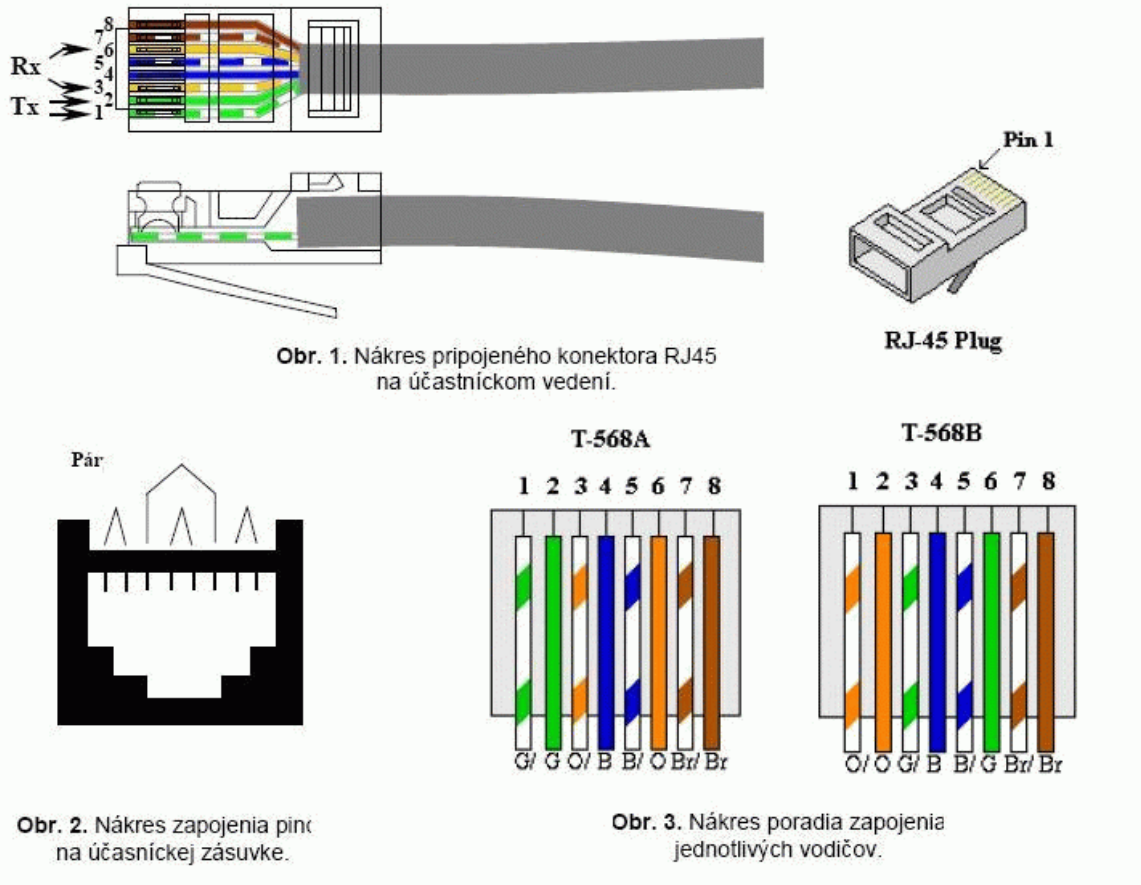 8
7
6
Rx 5
4
3
Tx 2
1
Pin 1
RJ-45 Plug
Obr. 1. Nákres pripojeného konektora RJ45
na účastníckom vedení.
Pár
T-568A
1 2 3 4 5 6 7 8
G/ G O/ B B/ O Br/ Br
T-568B
1 2 3 4 5 6 7 8
O/ O G/ B B/ G Br/ Br
Obr. 2. Nákres zapojenia pino
na účasníckej zásuvke.
Obr. 3. Nákres poradia zapojenia
jednotlivých vodičov.